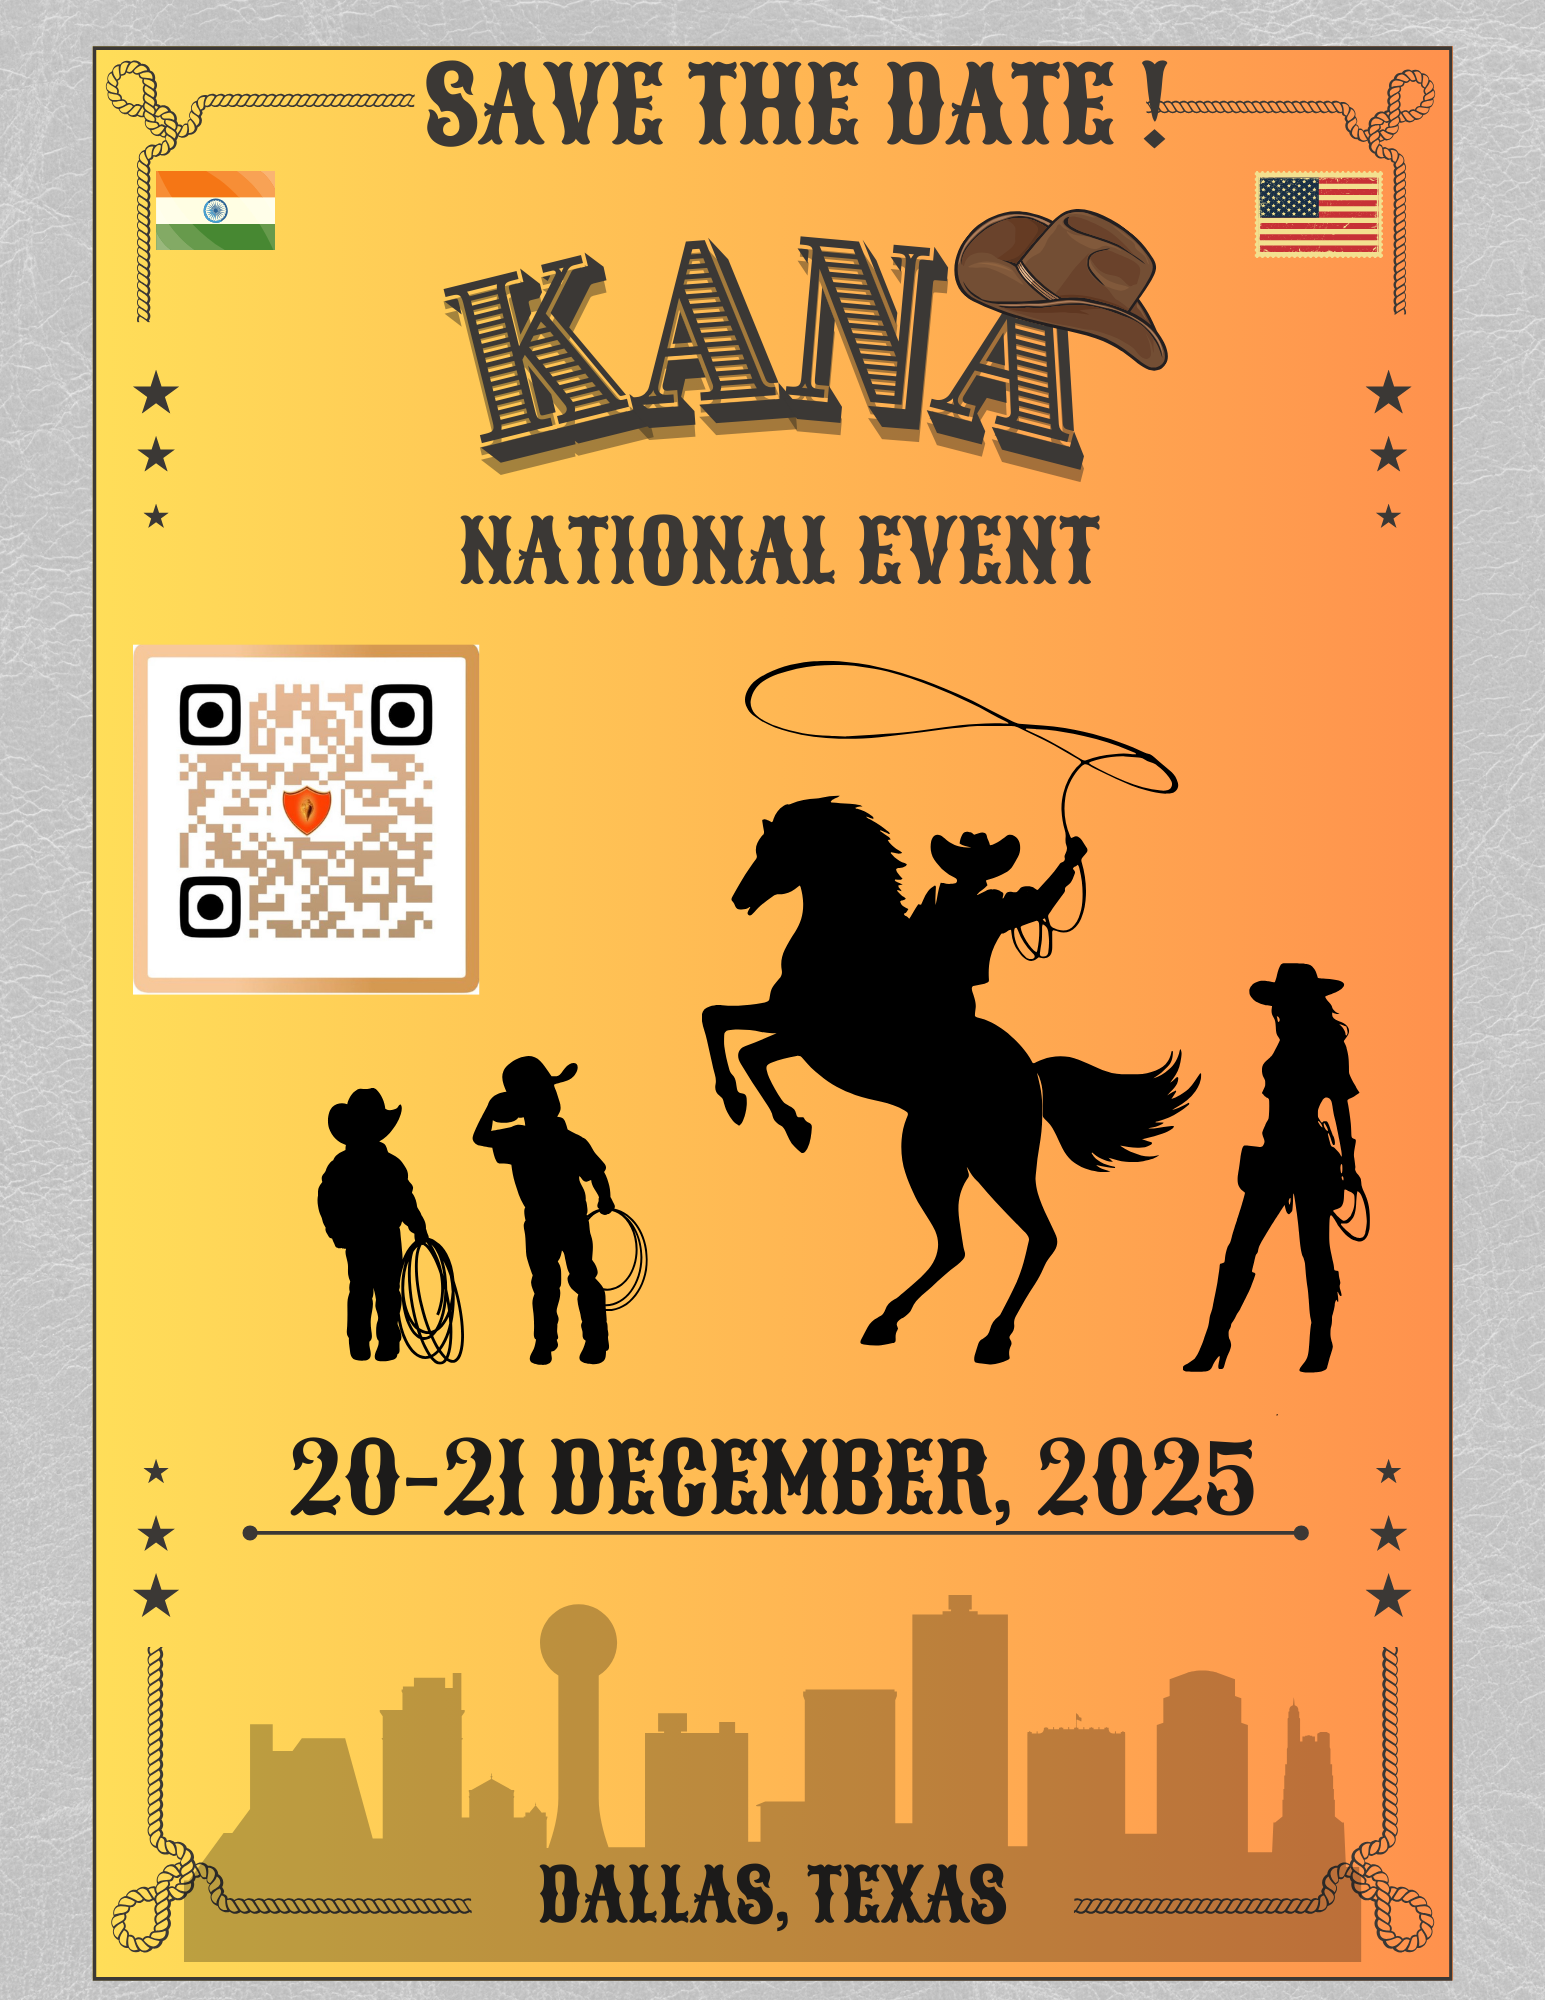 SAVE THE DATE !
KANA
NATIONAL EVENT
20-21 DECEMBER, 2025
DALLAS, TEXAS